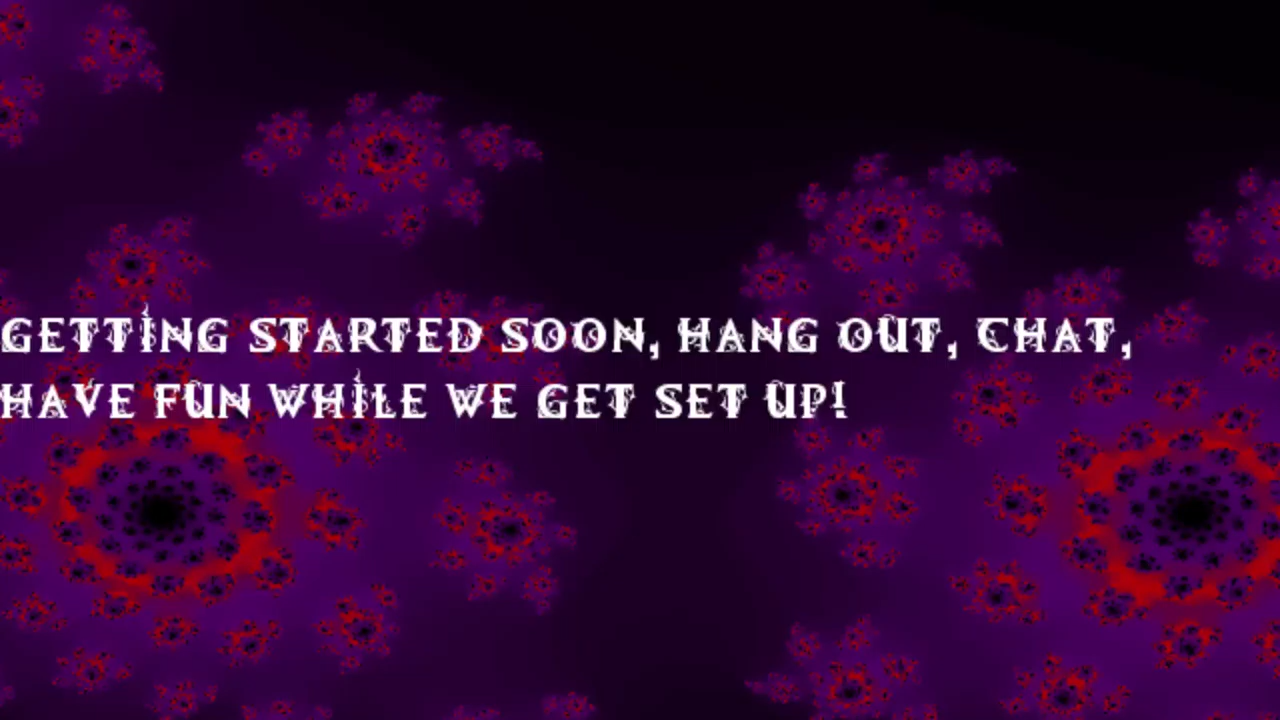 GETTING STARTED SOON, HANG OUT, CHAT,
HAVE FUN WHILE WE GET SET UP!